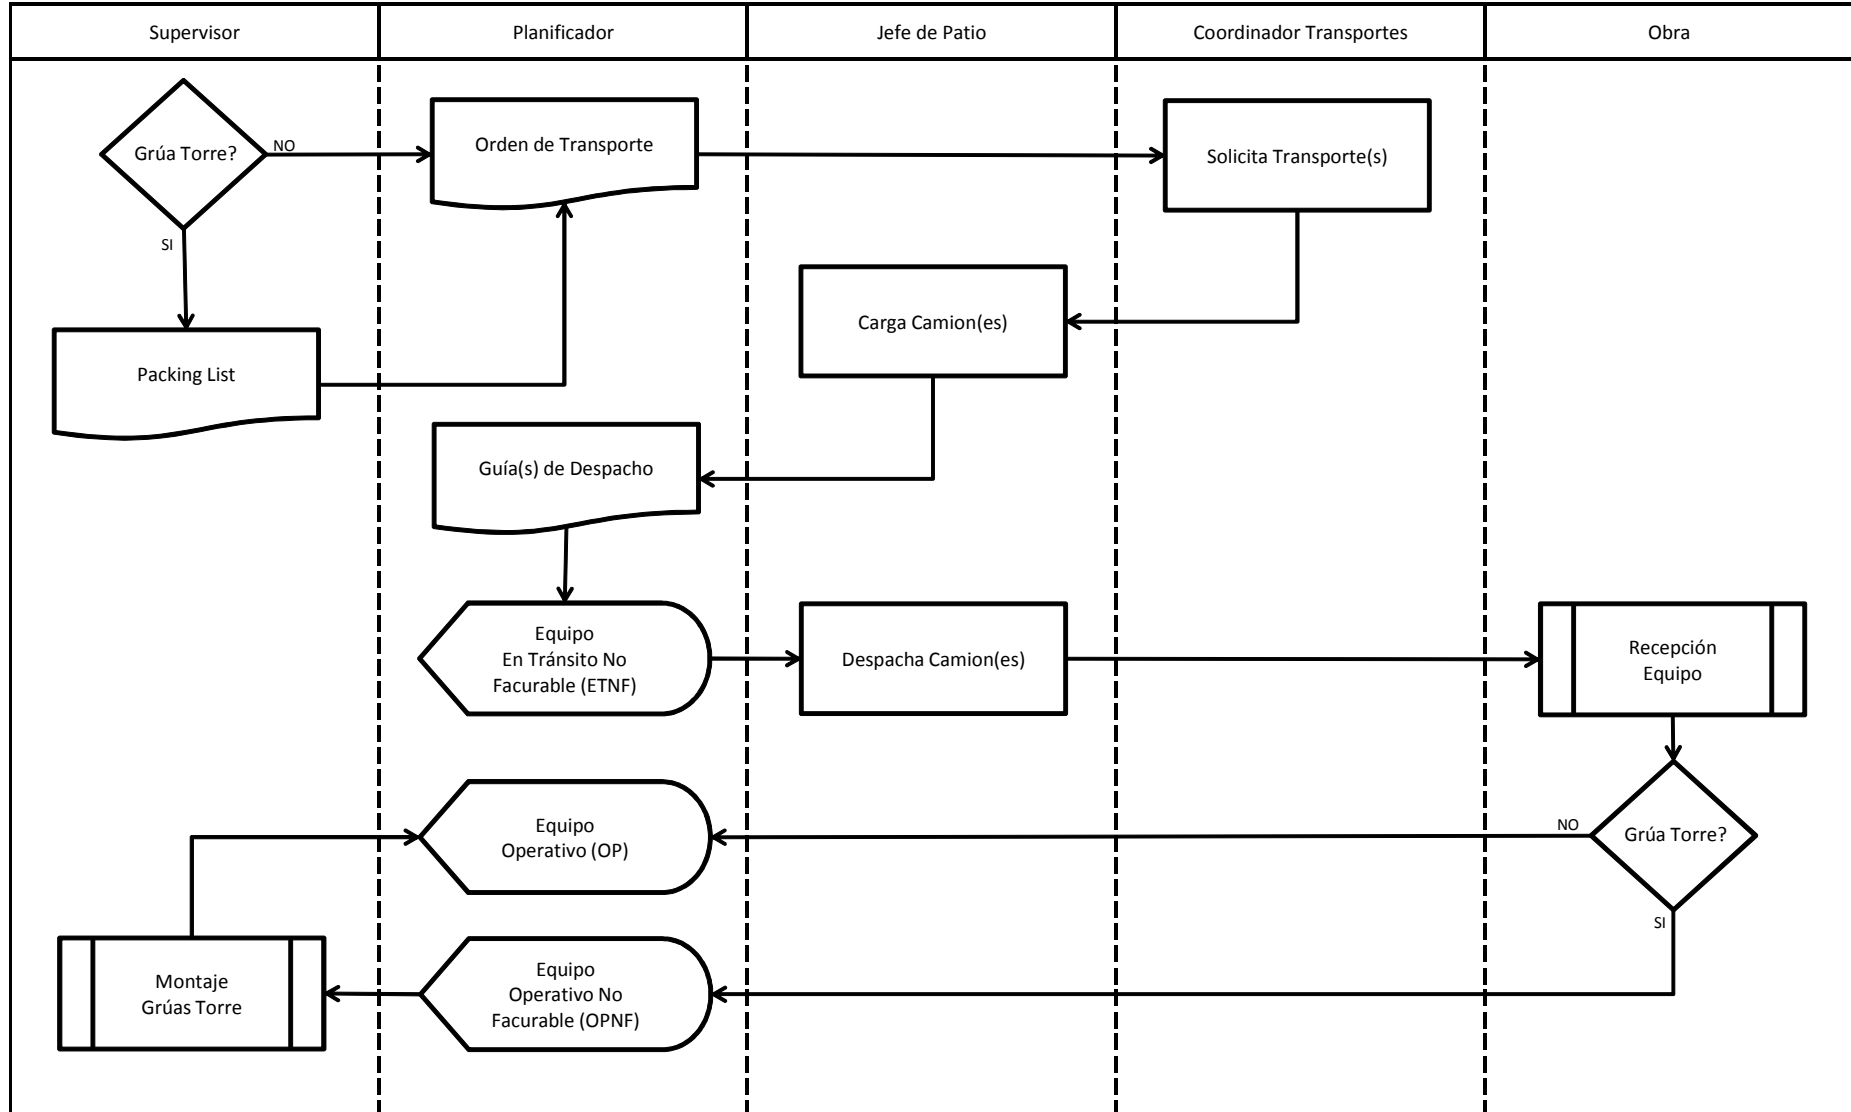 Supervisor
Planificador
Jefe de Patio
Coordinador Transportes
Obra
Grúa Torre?
NO
SI
Orden de Transporte
Solicita Transporte(s)
Carga Camion(es)
Packing List
Guía(s) de Despacho
Equipo
En Tránsito No
Facurable (ETNF)
Despacha Camion(es)
Recepción
Equipo
Equipo
Operativo (OP)
NO
Grúa Torre?
SI
Montaje
Grúas Torre
Equipo
Operativo No
Facurable (OPNF)